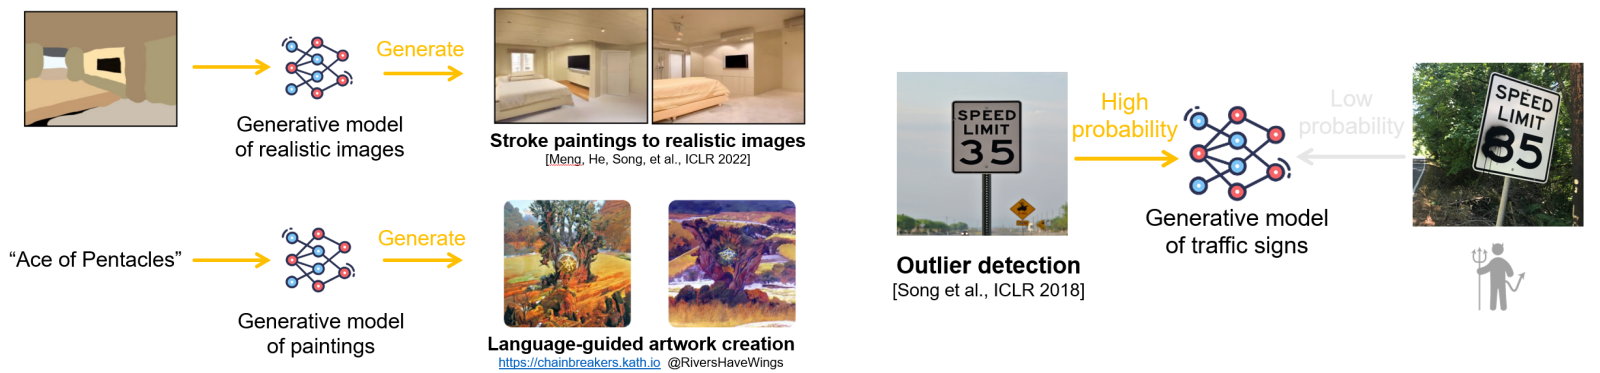 Generate
Generative model
of realistic images
Stroke paintings to realistic images
[Meng, He, Song, et al., ICLR 2022]
“Ace of Pentacles”
Generate
Generative model
of paintings
Language-guided artwork creation
https://chainbreakers.kath.io @RiversHaveWings
SPEED
LIMIT
35
High
probability
Low
probability
SPEED
LIMIT
85
Generative model
of traffic signs
Outlier detection
[Song et al., ICLR 2018]